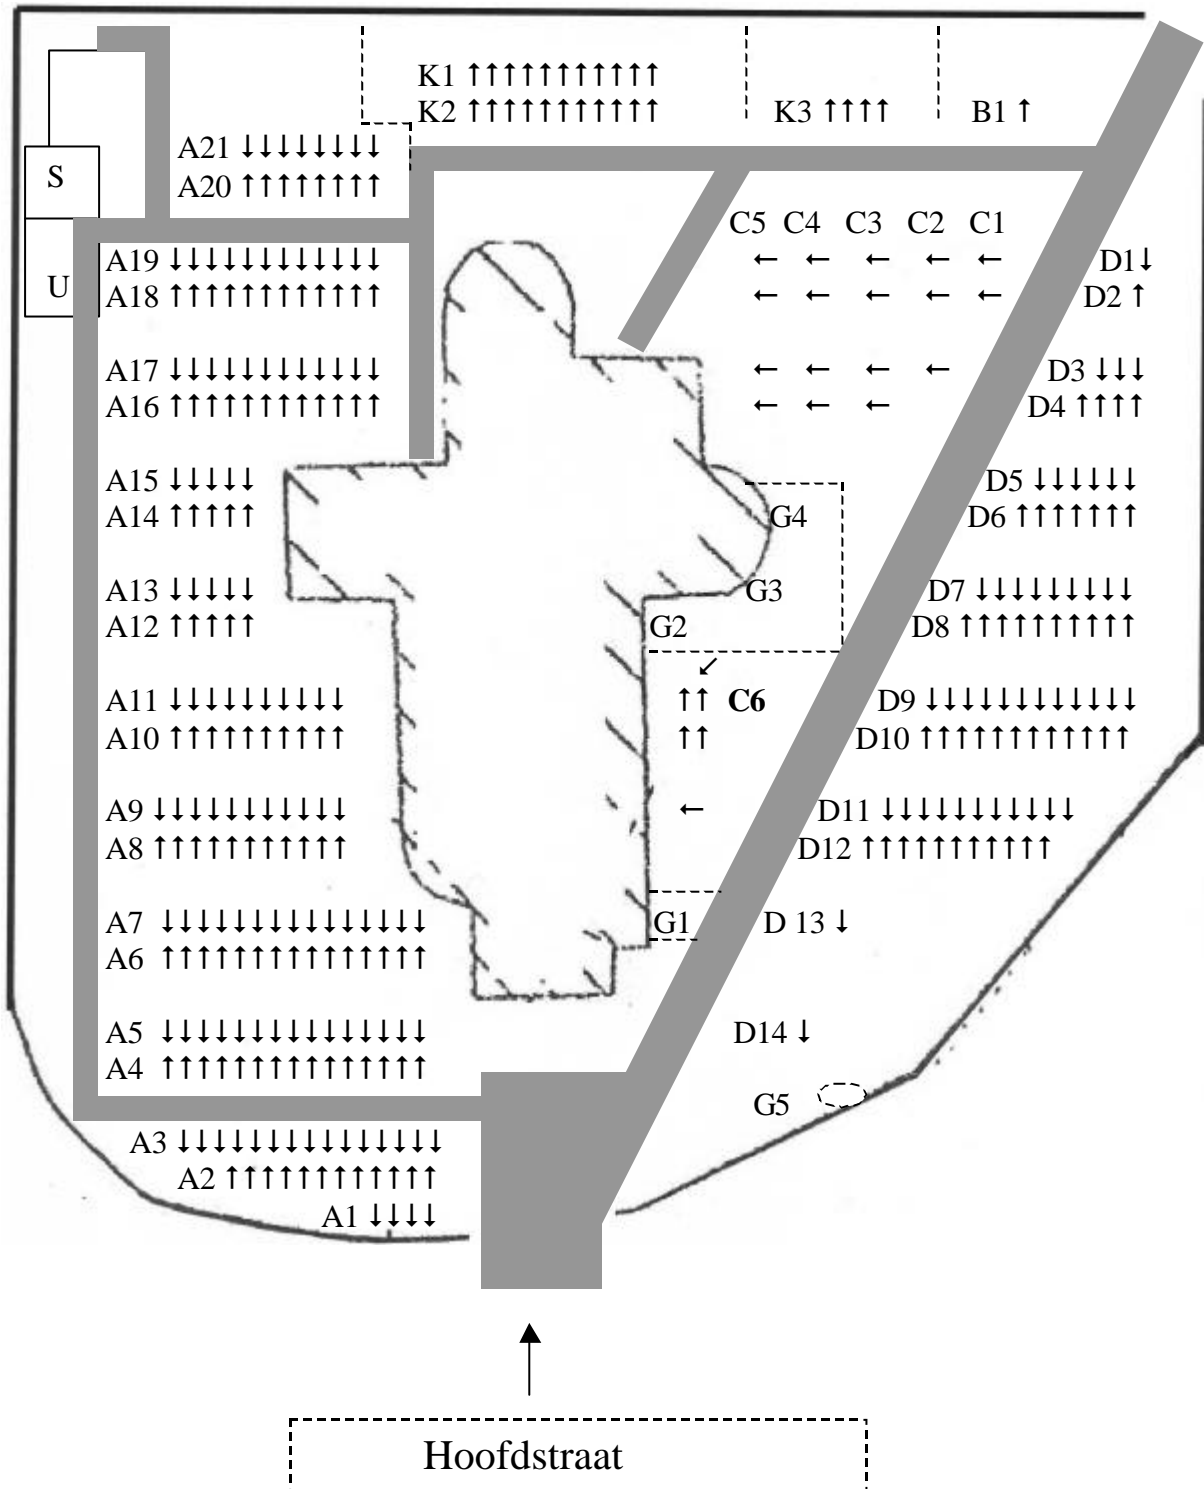 K1 ↑↑↑↑↑↑↑↑↑↑↑
K2 ↑↑↑↑↑↑↑↑↑↑↑ K3 ↑↑↑↑ B1 ↑
A21 ↓↓↓↓↓↓↓↓
S
A20 ↑↑↑↑↑↑↑↑
C5 C4 C3 C2 C1
A19 ↓↓↓↓↓↓↓↓↓↓↓↓ ← ← ← ← ← D1↓
U
A18 ↑↑↑↑↑↑↑↑↑↑↑↑ ← ← ← ← ← D2 ↑
A17 ↓↓↓↓↓↓↓↓↓↓↓↓ ← ← ← ← D3 ↓↓↓
A16 ↑↑↑↑↑↑↑↑↑↑↑↑ ← ← ← D4 ↑↑↑↑
A15 ↓↓↓↓↓ D5 ↓↓↓↓↓↓
A14 ↑↑↑↑↑ G4 D6 ↑↑↑↑↑↑↑
A13 ↓↓↓↓↓ G3 D7 ↓↓↓↓↓↓↓↓↓
A12 ↑↑↑↑↑ G2 D8 ↑↑↑↑↑↑↑↑↑↑
↙
A11 ↓↓↓↓↓↓↓↓↓↓ ↑↑ C6 D9 ↓↓↓↓↓↓↓↓↓↓↓↓
A10 ↑↑↑↑↑↑↑↑↑↑ ↑↑ D10 ↑↑↑↑↑↑↑↑↑↑↑↑
A9 ↓↓↓↓↓↓↓↓↓↓↓ ← D11 ↓↓↓↓↓↓↓↓↓↓↓
A8 ↑↑↑↑↑↑↑↑↑↑↑ D12 ↑↑↑↑↑↑↑↑↑↑↑
A7 ↓↓↓↓↓↓↓↓↓↓↓↓↓↓↓ G1 D 13 ↓
A6 ↑↑↑↑↑↑↑↑↑↑↑↑↑↑↑
A5 ↓↓↓↓↓↓↓↓↓↓↓↓↓↓↓ D14 ↓
A4 ↑↑↑↑↑↑↑↑↑↑↑↑↑↑↑
G5
A3 ↓↓↓↓↓↓↓↓↓↓↓↓↓↓↓
A2 ↑↑↑↑↑↑↑↑↑↑↑↑
A1 ↓↓↓↓
Hoofdstraat